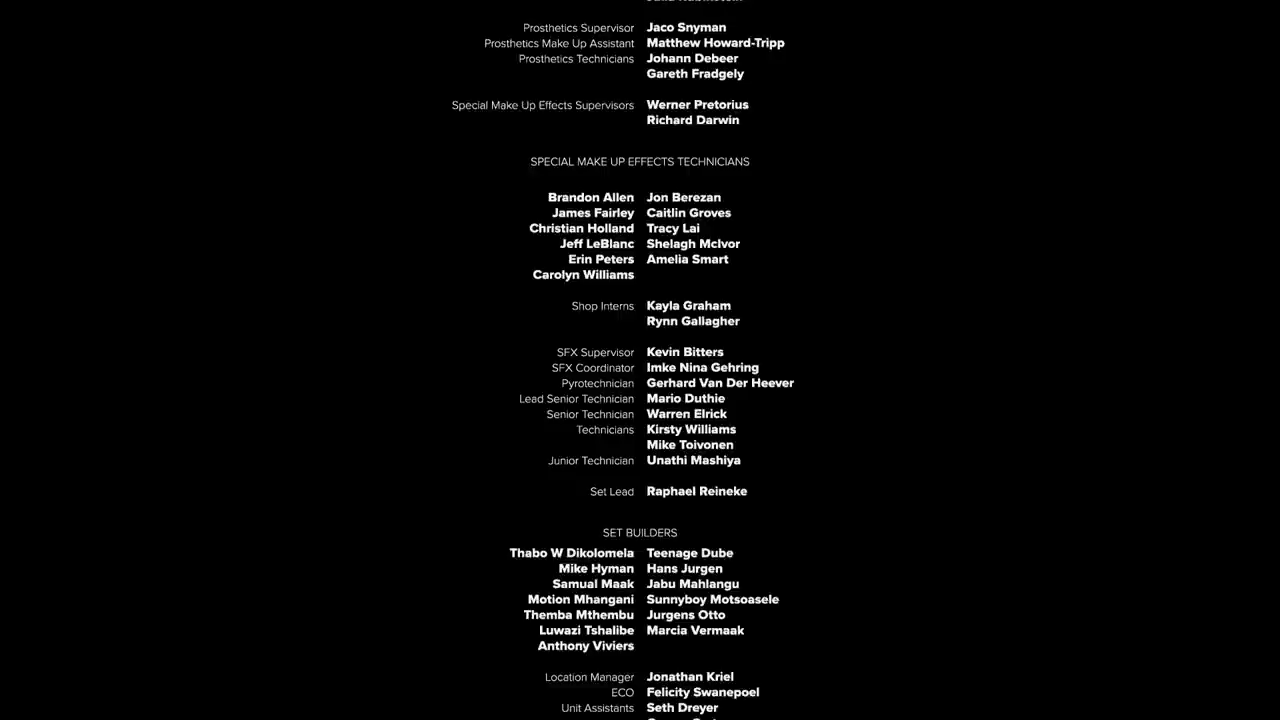 Prosthetics Supervisor Jaco Snyman
Prosthetics Make Up Assistant Matthew Howard-Tripp
Prosthetics Technicians Johann Debeer
Gareth Fradgely
Special Make Up Effects Supervisors Werner Pretorius
Richard Darwin
SPECIAL MAKE UP EFFECTS TECHNICIANS
Brandon Allen Jon Berezan
James Fairley Caitlin Groves
Christian Holland Tracy Lai
Jeff LeBlanc Shelagh McIvor
Erin Peters Amelia Smart
Carolyn Williams
Shop Interns Kayla Graham
Rynn Gallagher
SFX Supervisor Kevin Bitters
SFX Coordinator Imke Nina Gehring
Pyrotechnician Gerhard Van Der Heever
Lead Senior Technician Mario Duthie
Senior Technician Warren Elrick
Technicians Kirsty Williams
Mike Toivonen
Junior Technician Unathi Mashiya
Set Lead Raphael Reineke
SET BUILDERS
Thabo W Dikolomela Teenage Dube
Mike Hyman Hans Jurgen
Samual Maak Jabu Mahlangu
Motion Mhangani Sunnyboy Motsoasele
Themba Mthembu Jurgens Otto
Luwazi Tshalibe Marcia Vermaak
Anthony Viviers
Location Manager Jonathan Kriel
ECO Felicity Swanepoel
Unit Assistants Seth Dreyer